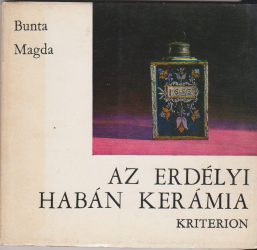 Bunta
Magda
AZ ERDÉLYI
HABÁN KERÁMIA
KRITERION